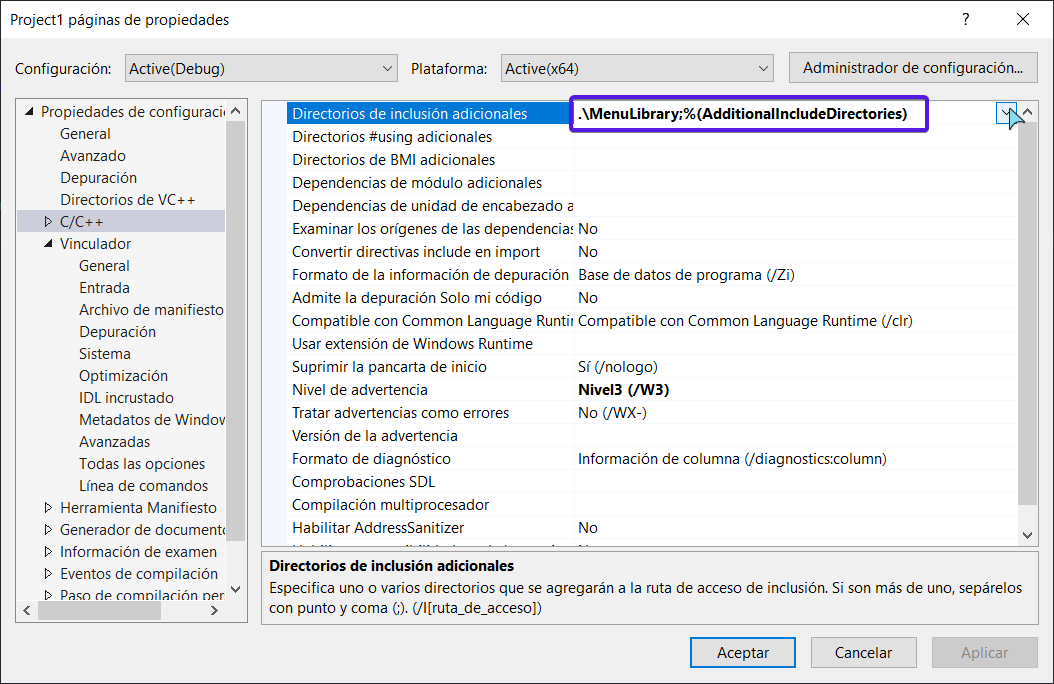 Project1 páginas de propiedades
?
Configuración:
Active(Debug)
Plataforma:
Active(x64)
Administrador de configuración...
Propiedades de configuraci
General
Avanzado
Depuración
Directorios de VC++
C/C++
Vinculador
General
Entrada
Archivo de manifiesto
Depuración
Sistema
Optimización
IDL incrustado
Metadatos de Window
Avanzadas
Todas las opciones
Línea de comandos
Herramienta Manifiesto
Generador de documento
Información de examen
Eventos de compilación
Paso de compilación per
Directorios de inclusión adicionales .\MenuLibrary;%(AdditionalIncludeDirectories)
Directorios #using adicionales
Directorios de BMI adicionales
Dependencias de módulo adicionales
Dependencias de unidad de encabezado a
Examinar los orígenes de las dependencias No
Convertir directivas include en import No
Formato de la información de depuración Base de datos de programa (/Zi)
Admite la depuración Solo mi código No
Compatible con Common Language Runtir Compatible con Common Language Runtime (/clr)
Usar extensión de Windows Runtime
Suprimir la pancarta de inicio Sí (/nologo)
Nivel de advertencia Nivel3 (/W3)
Tratar advertencias como errores No (/WX-)
Versión de la advertencia
Formato de diagnóstico Información de columna (/diagnostics:column)
Comprobaciones SDL
Compilación multiprocesador
Habilitar AddressSanitizer No
Directorios de inclusión adicionales
Especifica uno o varios directorios que se agregarán a la ruta de acceso de inclusión. Si son más de uno, sepárelos
con punto y coma (;). (/I[ruta_de_acceso])
Aceptar
Cancelar
Aplicar